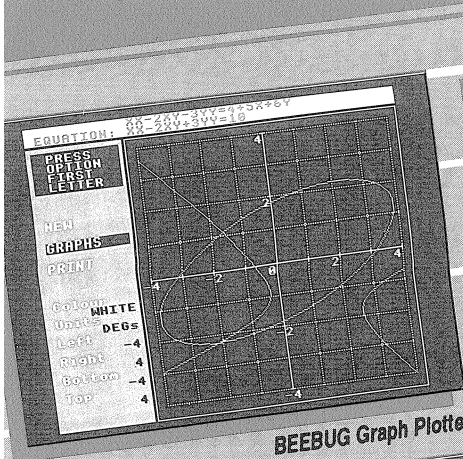 EQUATION: XX-2XY-3YY=4+5X+6Y
XX-2XY+3YY=10
PRESS
OPTION
FIRST
LETTER
NEW
GRAPHS
PRINT
Colour WHITE
Units DEGs
Left -4
Right 4
Bottom -4
Top 4
4
2
4 -2 0 2 4
-2
-4
BEEBUG Graph Plotte